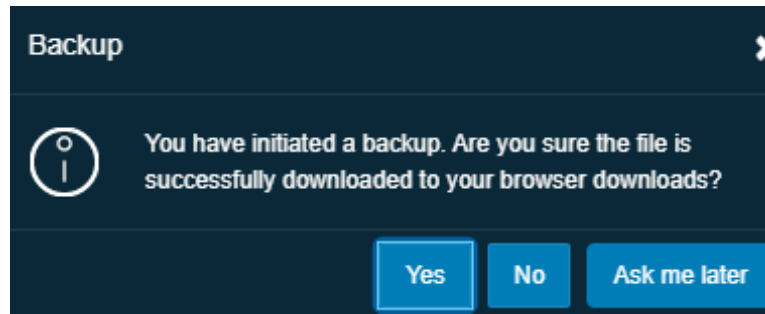 Backup
You have initiated a backup. Are you sure the file is
successfully downloaded to your browser downloads?
Yes No Ask me later